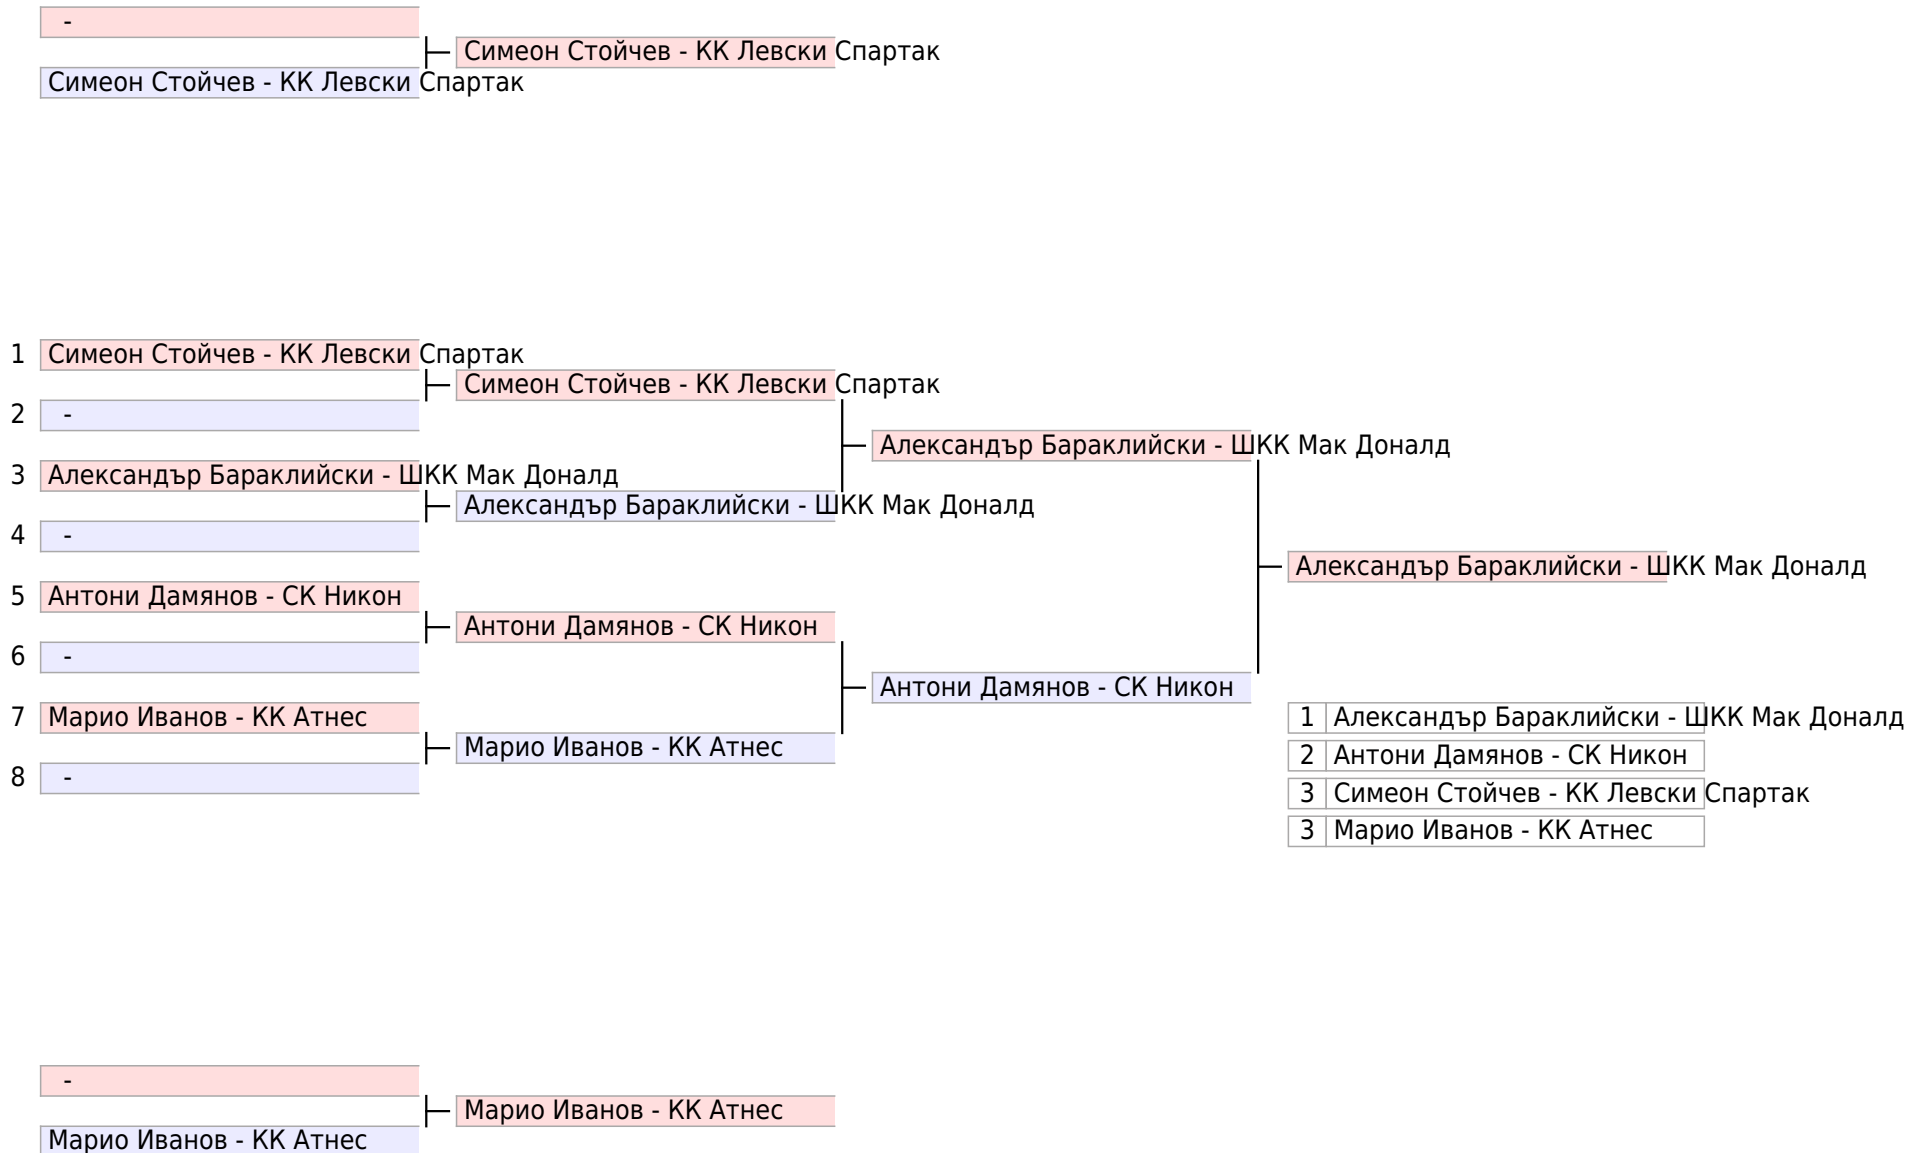 -
Симеон Стойчев - КК Левски Спартак
Симеон Стойчев - КК Левски Спартак
1 Симеон Стойчев - КК Левски Спартак
Симеон Стойчев - КК Левски Спартак
2 -
Александър Бараклийски - ШКК Мак Доналд
3 Александър Бараклийски - ШКК Мак Доналд
Александър Бараклийски - ШКК Мак Доналд
4 -
Александър Бараклийски - ШКК Мак Доналд
5 Антони Дамянов - СК Никон
Антони Дамянов - СК Никон
6 -
Антони Дамянов - СК Никон
7 Марио Иванов - КК Атнес
Марио Иванов - КК Атнес
8 -
1 Александър Бараклийски - ШКК Мак Доналд
2 Антони Дамянов - СК Никон
3 Симеон Стойчев - КК Левски Спартак
3 Марио Иванов - КК Атнес
-
Марио Иванов - КК Атнес
Марио Иванов - КК Атнес